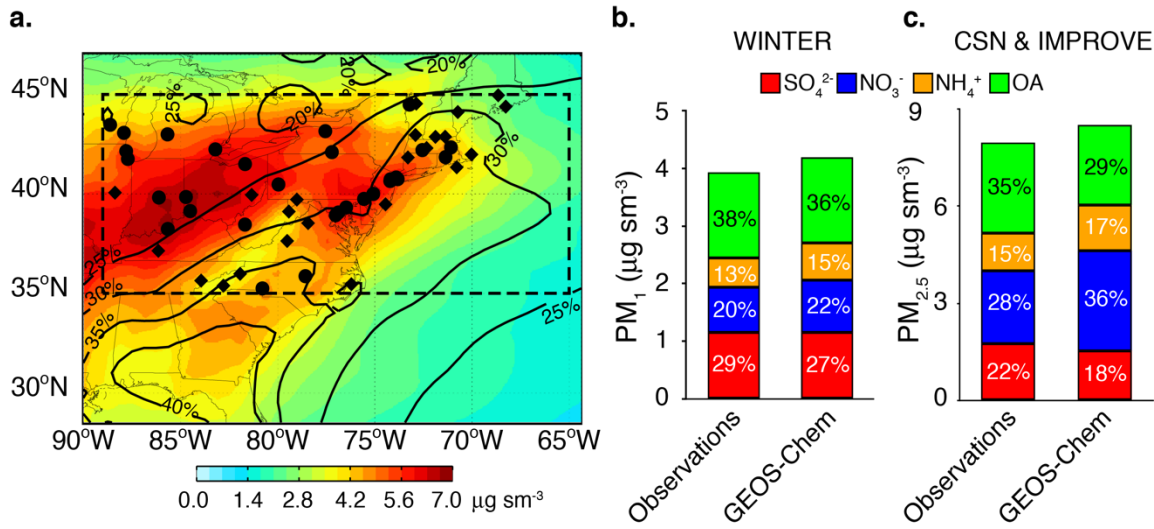 a.
45°N
40°N
35°N
30°N
90°W 85°W 80°W 75°W 70°W 65°W
25%
20%
20%
20%
30%
25%
30%
35%
40%
25%
0.0 1.4 2.8 4.2 5.6 7.0 µg sm⁻³
b.
WINTER
c.
CSN & IMPROVE
SO₄²⁻ NO₃⁻ NH₄⁺ OA
PM₁ (µg sm⁻³)
5
4
3
2
1
0
38%
13%
20%
29%
36%
15%
22%
27%
Observations
GEOS-Chem
PM₂.₅ (µg sm⁻³)
9
6
3
0
35%
15%
28%
22%
29%
17%
36%
18%
Observations
GEOS-Chem